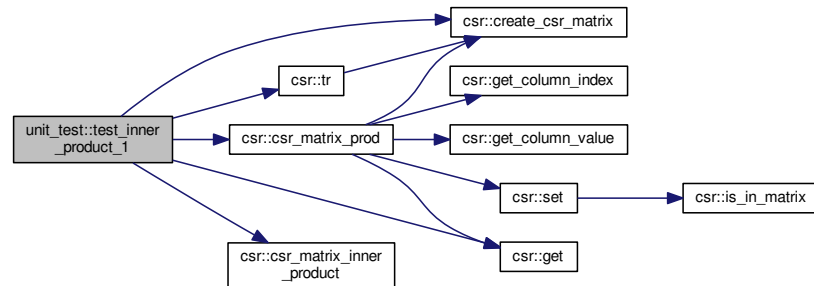 csr::create_csr_matrix
csr::tr
csr::get_column_index
unit_test::test_inner
_product_1
csr::csr_matrix_prod
csr::get_column_value
csr::set
csr::is_in_matrix
csr::csr_matrix_inner
_product
csr::get